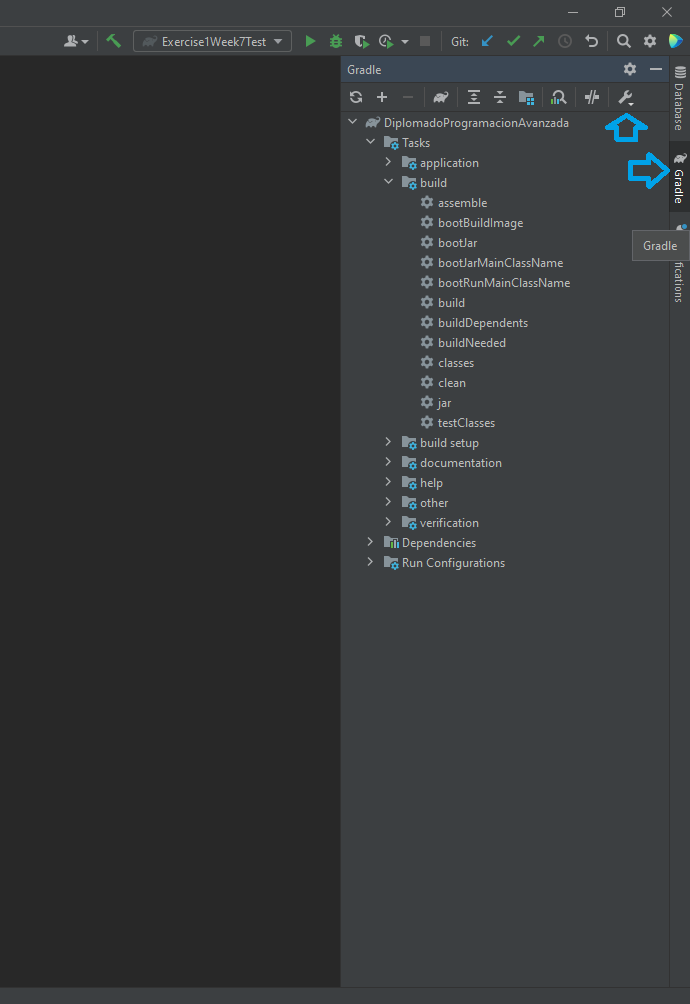 Exercise1Week7Test
Git:
Gradle
DiplomadoProgramacionAvanzada
Tasks
application
build
assemble
bootBuildImage
bootJar
bootJarMainClassName
bootRunMainClassName
build
buildDependents
buildNeeded
classes
clean
jar
testClasses
build setup
documentation
help
other
verification
Dependencies
Run Configurations
Database
Gradle
Gradle
fications